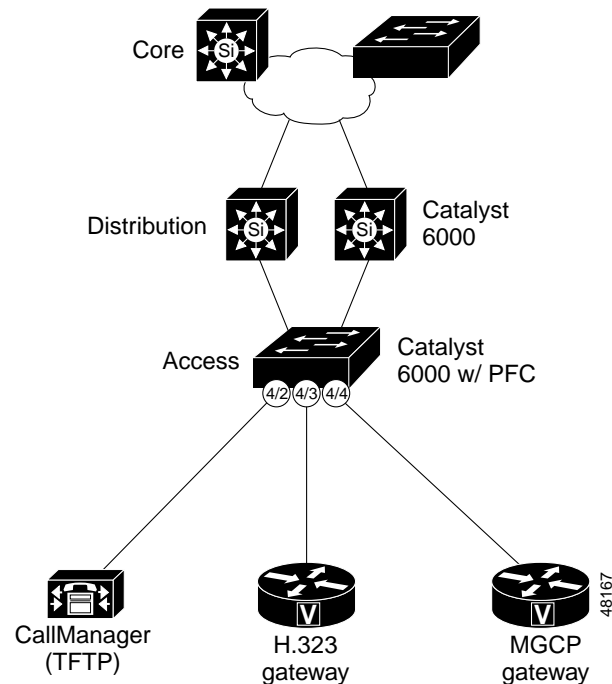 Core
Si
Distribution
Si
Si
Catalyst
6000
Access
Catalyst
6000 w/ PFC
4/2
4/3
4/4
CallManager
(TFTP)
V
H.323
gateway
V
MGCP
gateway
48167